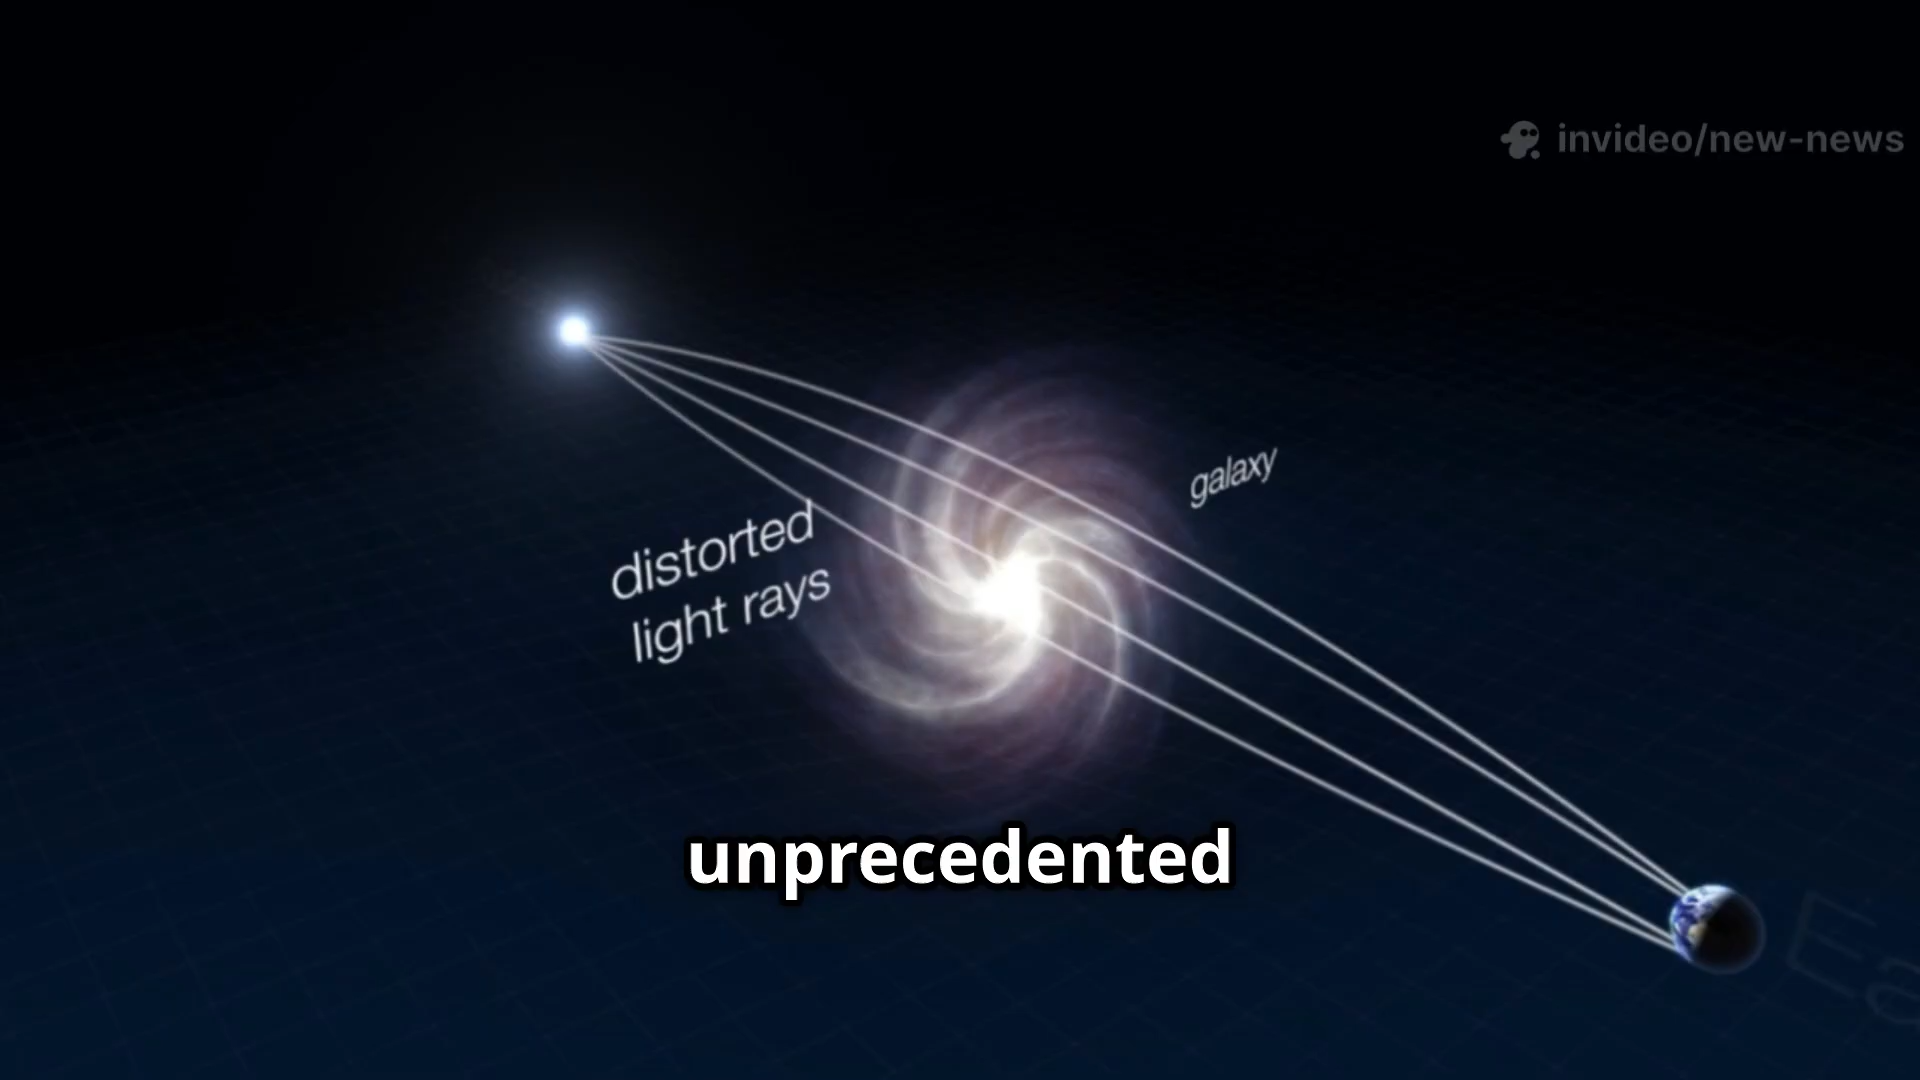 invideo/new-news
galaxy
distorted
light rays
unprecedented